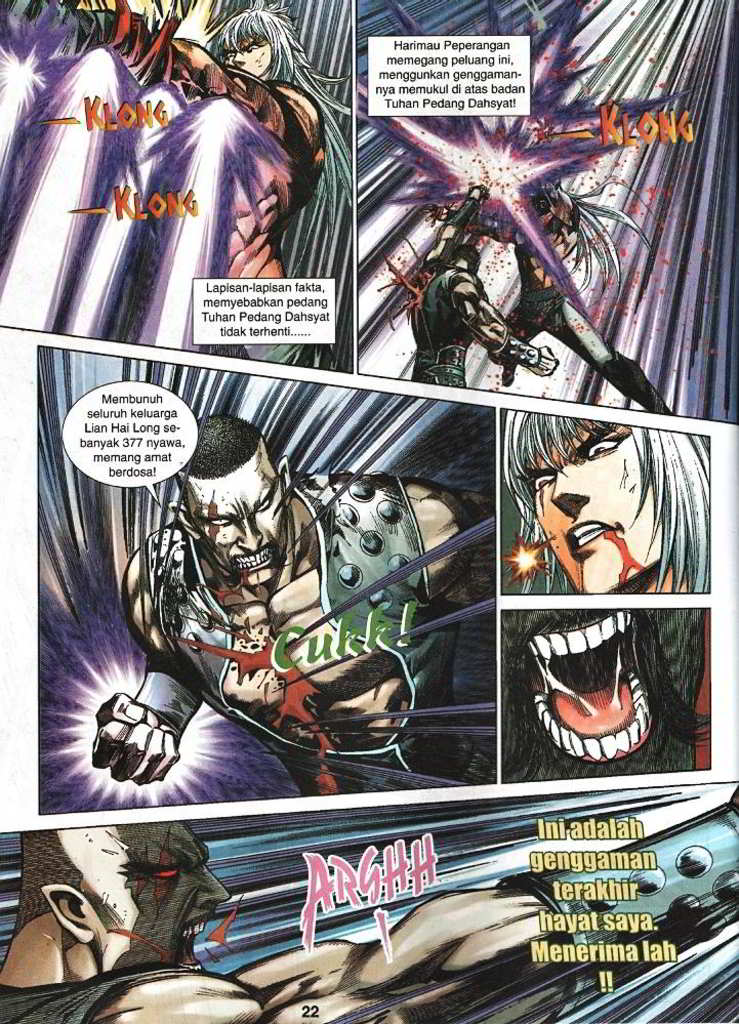 — KLONG
— KLONG
Lapisan-lapisan fakta,
memyebabkan pedang
Tuhan Pedang Dahsyat
tidak terhenti......
Harimau Peperangan
memegang peluang ini,
menggunkan genggaman-
nya memukul di atas badan
Tuhan Pedang Dahsyat!
— KLONG
Membunuh
seluruh keluarga
Lian Hai Long se-
banyak 377 nyawa,
memang amat
berdosa!
Cukk!
ARGHH
!
Ini adalah
genggaman
terakhir
hayat saya.
Menerima lah
!!
22